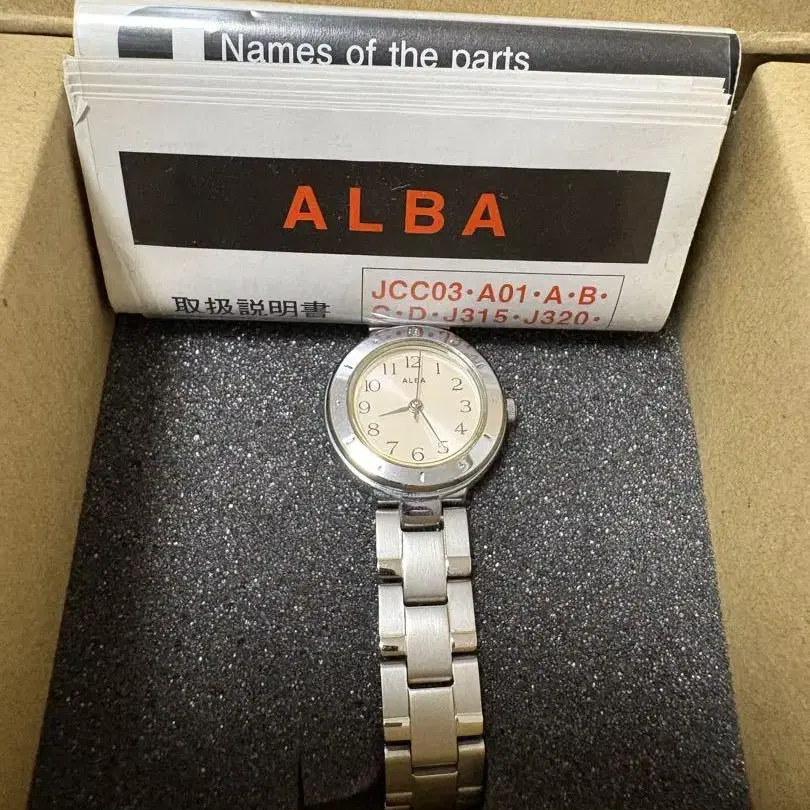 Names of the parts
ALBA
取扱説明書
JCC03・A01・A・B・
C・D・J315・J320・
11 12 1
ALBA
10 2
9 3
8 4
7 6 5